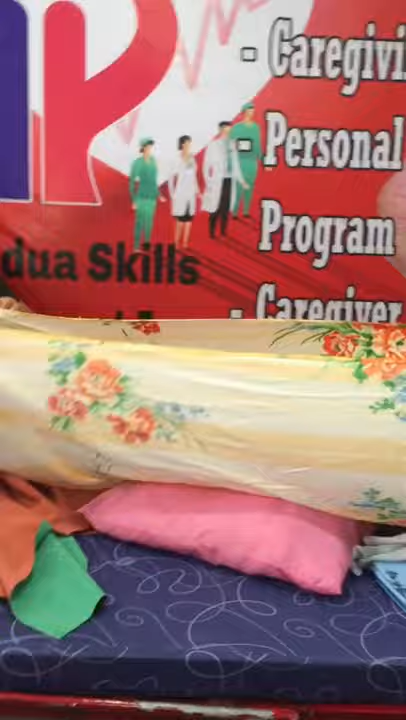 - Caregivi
- Personal
Program
- Caregiver
dua Skills